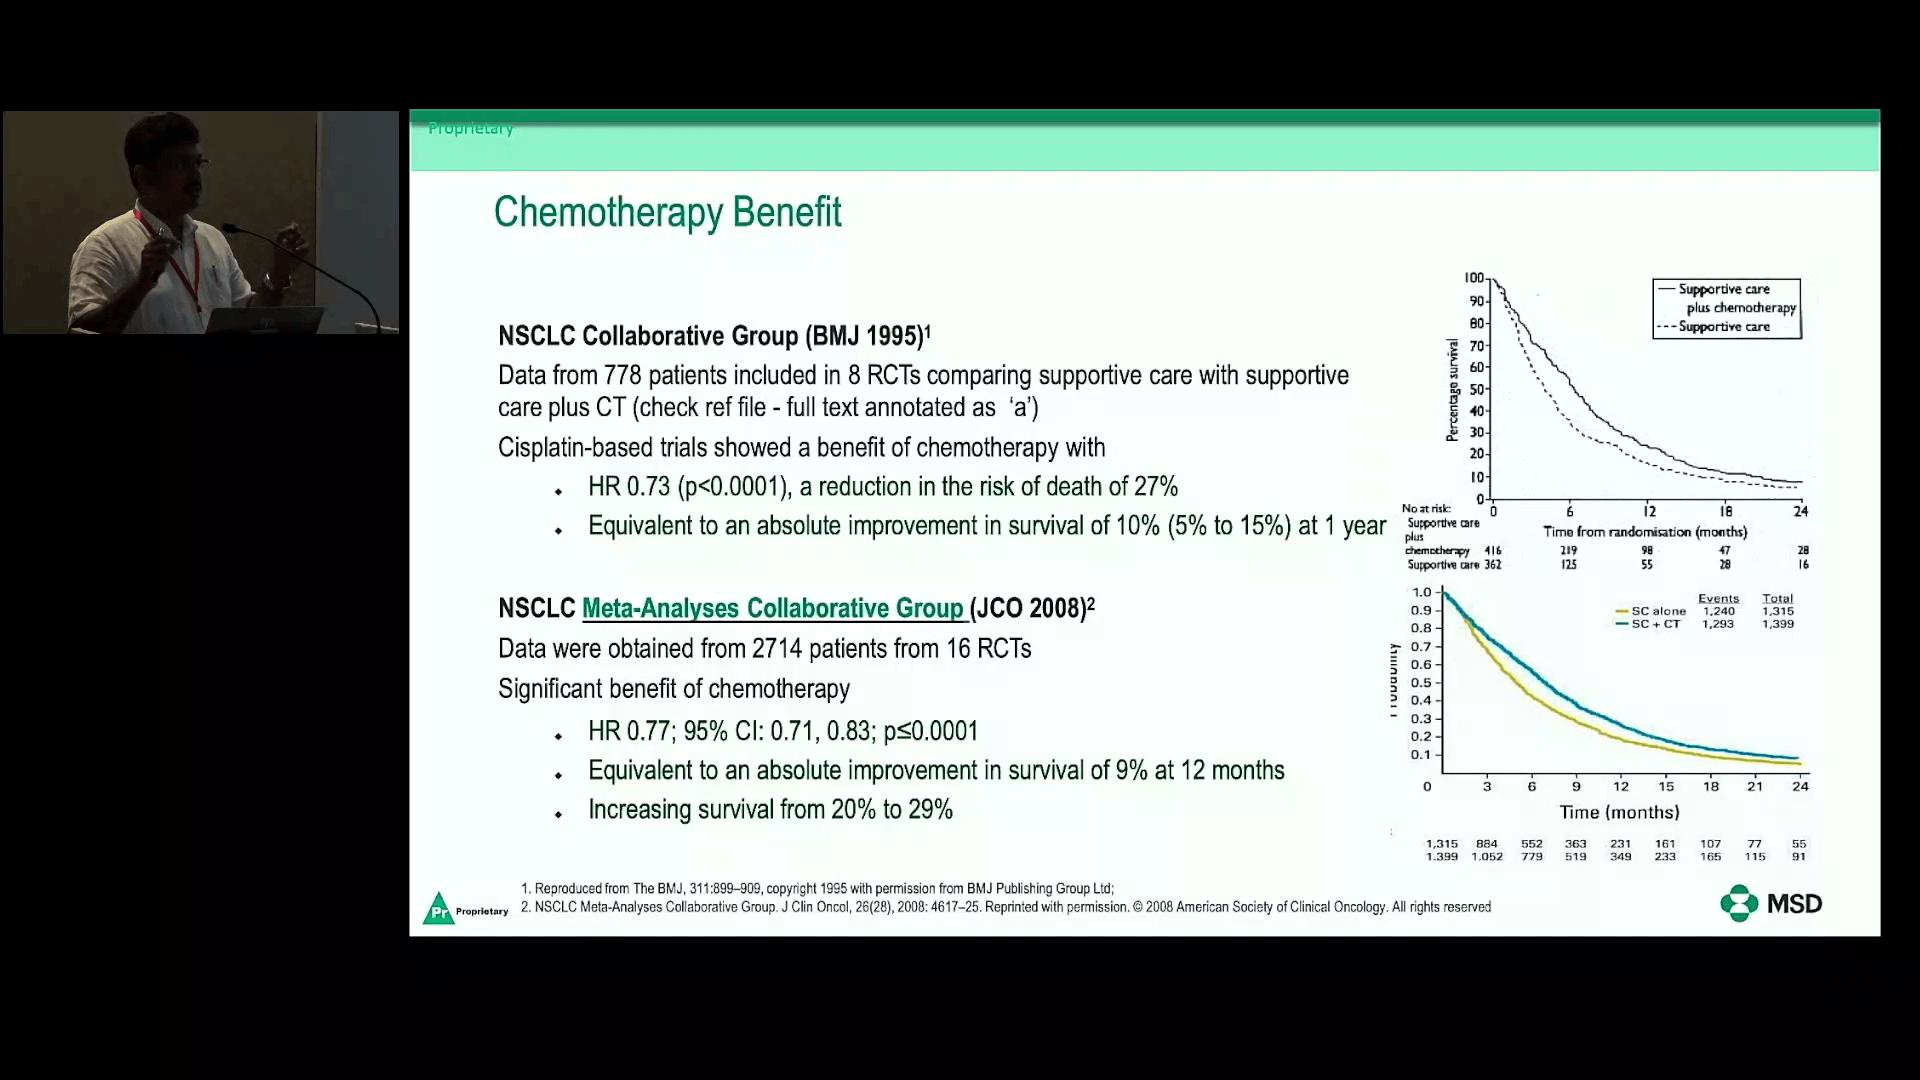 Proprietary
Chemotherapy Benefit
NSCLC Collaborative Group (BMJ 1995)1
Data from 778 patients included in 8 RCTs comparing supportive care with supportive
care plus CT (check ref file - full text annotated as ‘a’)
Cisplatin-based trials showed a benefit of chemotherapy with
HR 0.73 (p<0.0001), a reduction in the risk of death of 27%
Equivalent to an absolute improvement in survival of 10% (5% to 15%) at 1 year
NSCLC Meta-Analyses Collaborative Group (JCO 2008)2
Data were obtained from 2714 patients from 16 RCTs
Significant benefit of chemotherapy
HR 0.77; 95% CI: 0.71, 0.83; p≤0.0001
Equivalent to an absolute improvement in survival of 9% at 12 months
Increasing survival from 20% to 29%
Percentage survival
100
90
80
70
60
50
40
30
20
10
0
Supportive care
plus chemotherapy
Supportive care
0 6 12 18 24
Time from randomisation (months)
No at risk:
Supportive care
plus
chemotherapy 416 219 98 47 28
Supportive care 362 125 55 28 16
Probability
1.0
0.9
0.8
0.7
0.6
0.5
0.4
0.3
0.2
0.1
Events Total
SC alone 1,240 1,315
SC + CT 1,293 1,399
0 3 6 9 12 15 18 21 24
Time (months)
1,315 884 552 363 231 161 107 77 55
1.399 1.052 779 519 349 233 165 115 91
1. Reproduced from The BMJ, 311:899–909, copyright 1995 with permission from BMJ Publishing Group Ltd;
2. NSCLC Meta-Analyses Collaborative Group. J Clin Oncol, 26(28), 2008: 4617–25. Reprinted with permission. © 2008 American Society of Clinical Oncology. All rights reserved
Pr Proprietary
MSD